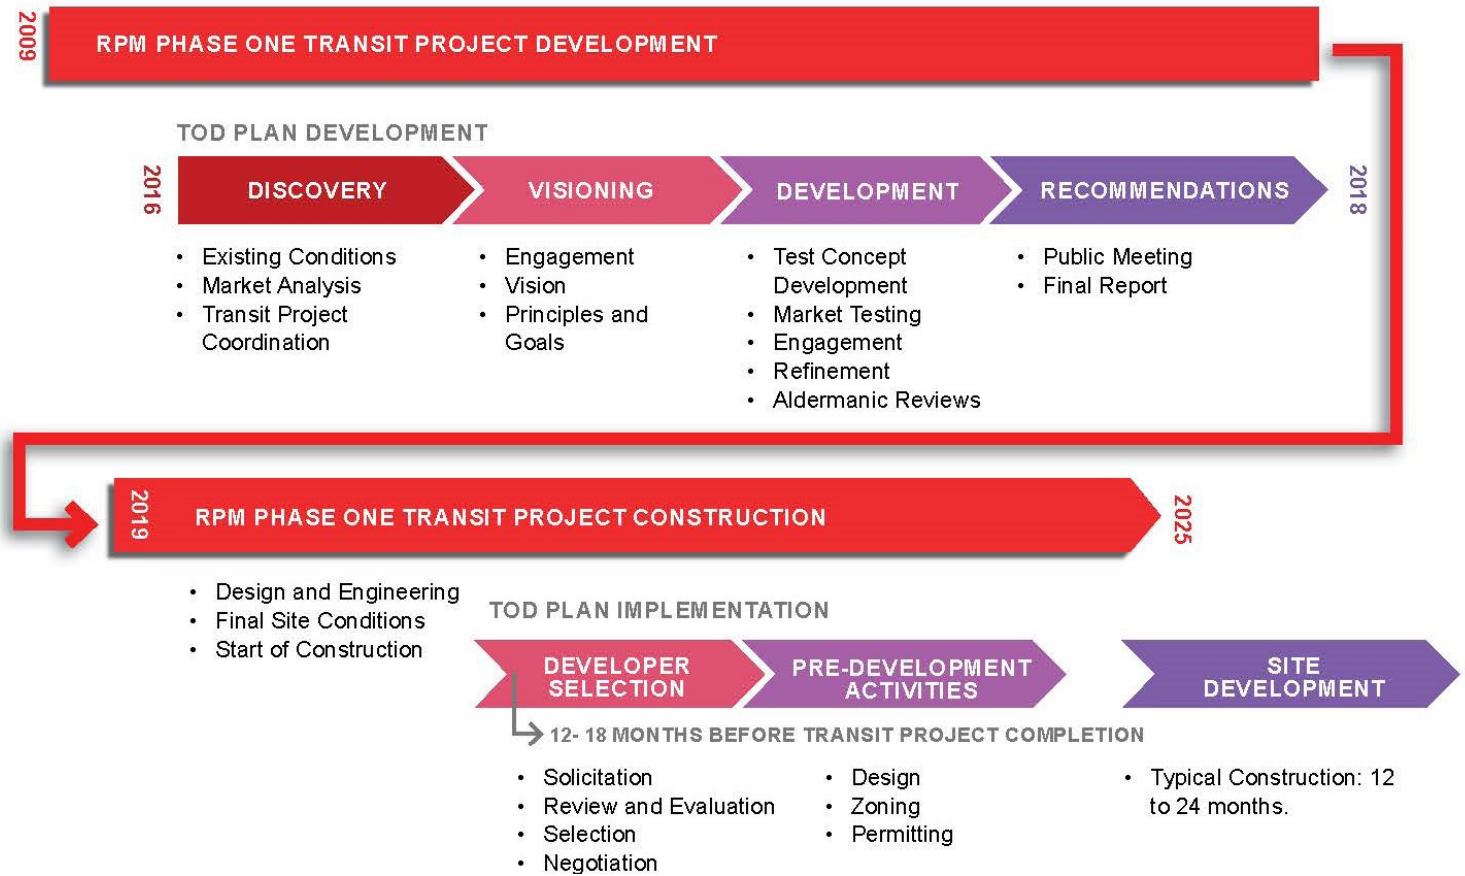 2009
RPM PHASE ONE TRANSIT PROJECT DEVELOPMENT
TOD PLAN DEVELOPMENT
2016
DISCOVERY
VISIONING
DEVELOPMENT
RECOMMENDATIONS
2018
• Existing Conditions
• Market Analysis
• Transit Project
Coordination
• Engagement
• Vision
• Principles and
Goals
• Test Concept
Development
• Market Testing
• Engagement
• Refinement
• Aldermanic Reviews
• Public Meeting
• Final Report
2019
RPM PHASE ONE TRANSIT PROJECT CONSTRUCTION
2025
• Design and Engineering
• Final Site Conditions
• Start of Construction
TOD PLAN IMPLEMENTATION
DEVELOPER
SELECTION
PRE-DEVELOPMENT
ACTIVITIES
SITE
DEVELOPMENT
12- 18 MONTHS BEFORE TRANSIT PROJECT COMPLETION
• Solicitation
• Review and Evaluation
• Selection
• Negotiation
• Design
• Zoning
• Permitting
• Typical Construction: 12
to 24 months.